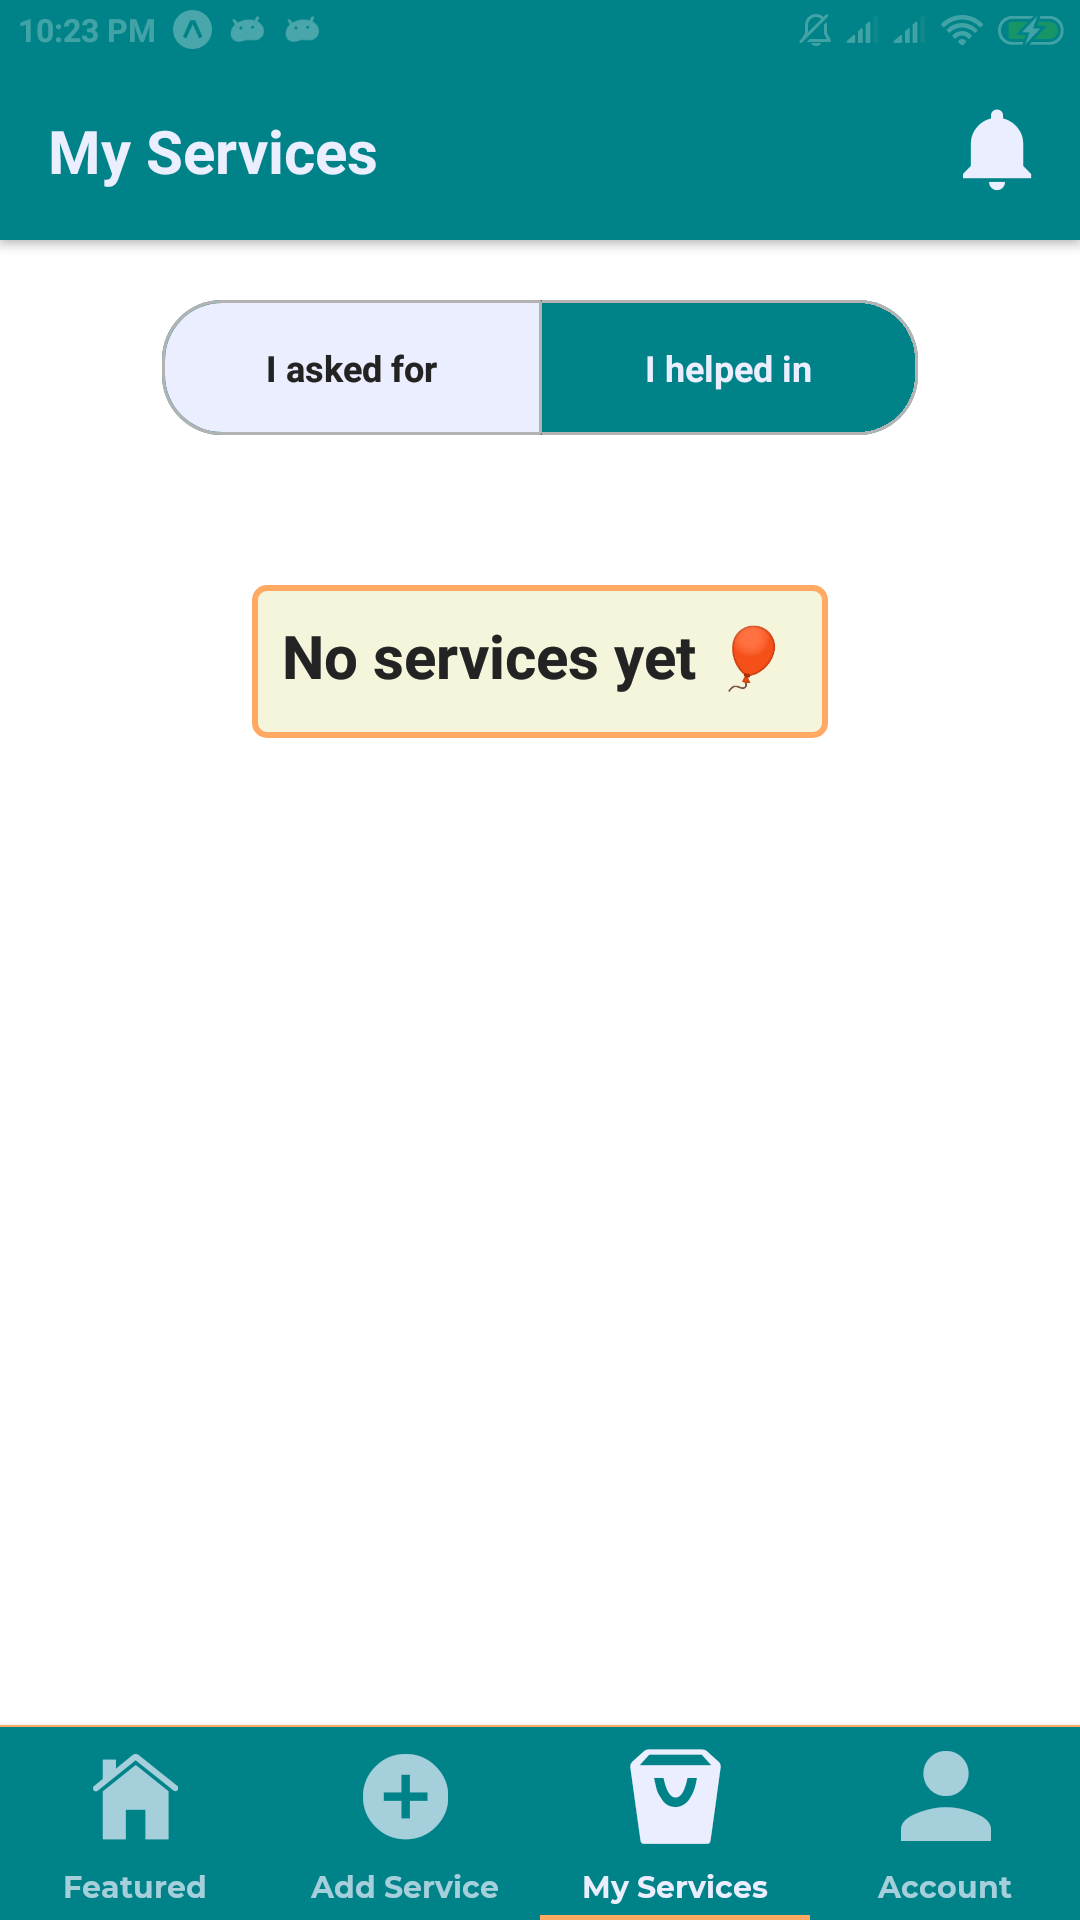 10:23 PM
My Services
I asked for
I helped in
No services yet 🎈
Featured
Add Service
My Services
Account